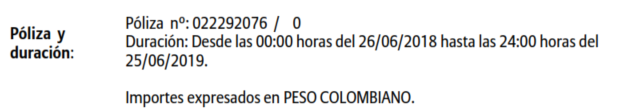 Póliza y
duración:
Póliza nº: 022292076 / 0
Duración: Desde las 00:00 horas del 26/06/2018 hasta las 24:00 horas del
25/06/2019.
Importes expresados en PESO COLOMBIANO.